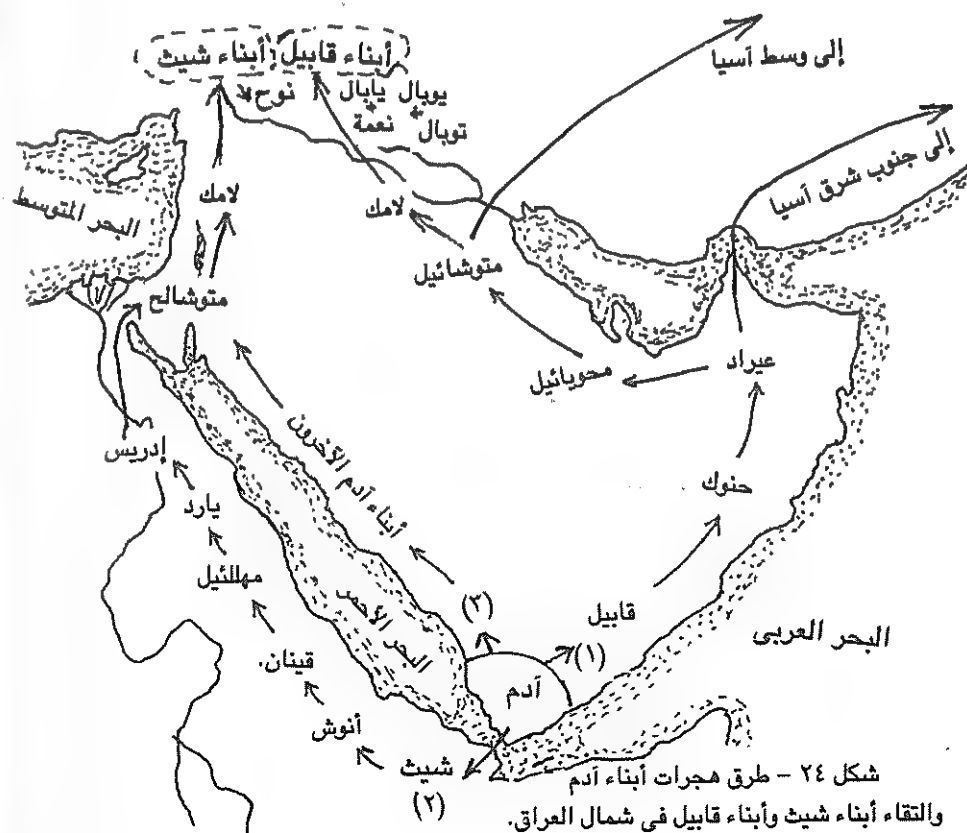 أبناء قابيل أبناء شيث
يوبال يابال نوح
توبال نعمة
إلى وسط آسيا
إلى جنوب شرق آسيا
البحر المتوسط
لامك
لامك
متوشائيل
متوشالح
عيراد
محويائيل
أبناء آدم الآخرون
إدريس
حنوك
يارد
مهللئيل
(٣)
قابيل
(١)
البحر الأحمر
البحر العربى
قينان.
آدم
أنوش
شيث
(٢)
شكل ٢٤ – طرق هجرات أبناء آدم
والتقاء أبناء شيث وأبناء قابيل فى شمال العراق.